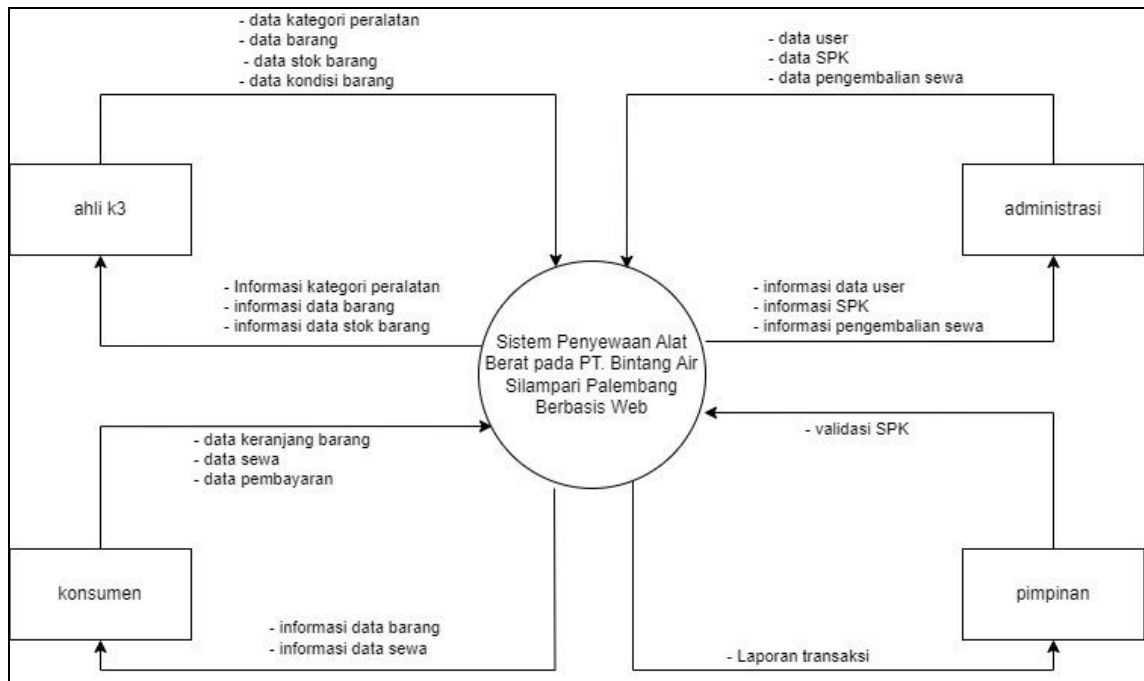 - data kategori peralatan
- data barang
- data stok barang
- data kondisi barang
- data user
- data SPK
- data pengembalian sewa
ahli k3
administrasi
- Informasi kategori peralatan
- informasi data barang
- informasi data stok barang
- informasi data user
- informasi SPK
- informasi pengembalian sewa
Sistem Penyewaan Alat
Berat pada PT. Bintang Air
Silampari Palembang
Berbasis Web
- data keranjang barang
- data sewa
- data pembayaran
- validasi SPK
konsumen
pimpinan
- informasi data barang
- informasi data sewa
- Laporan transaksi